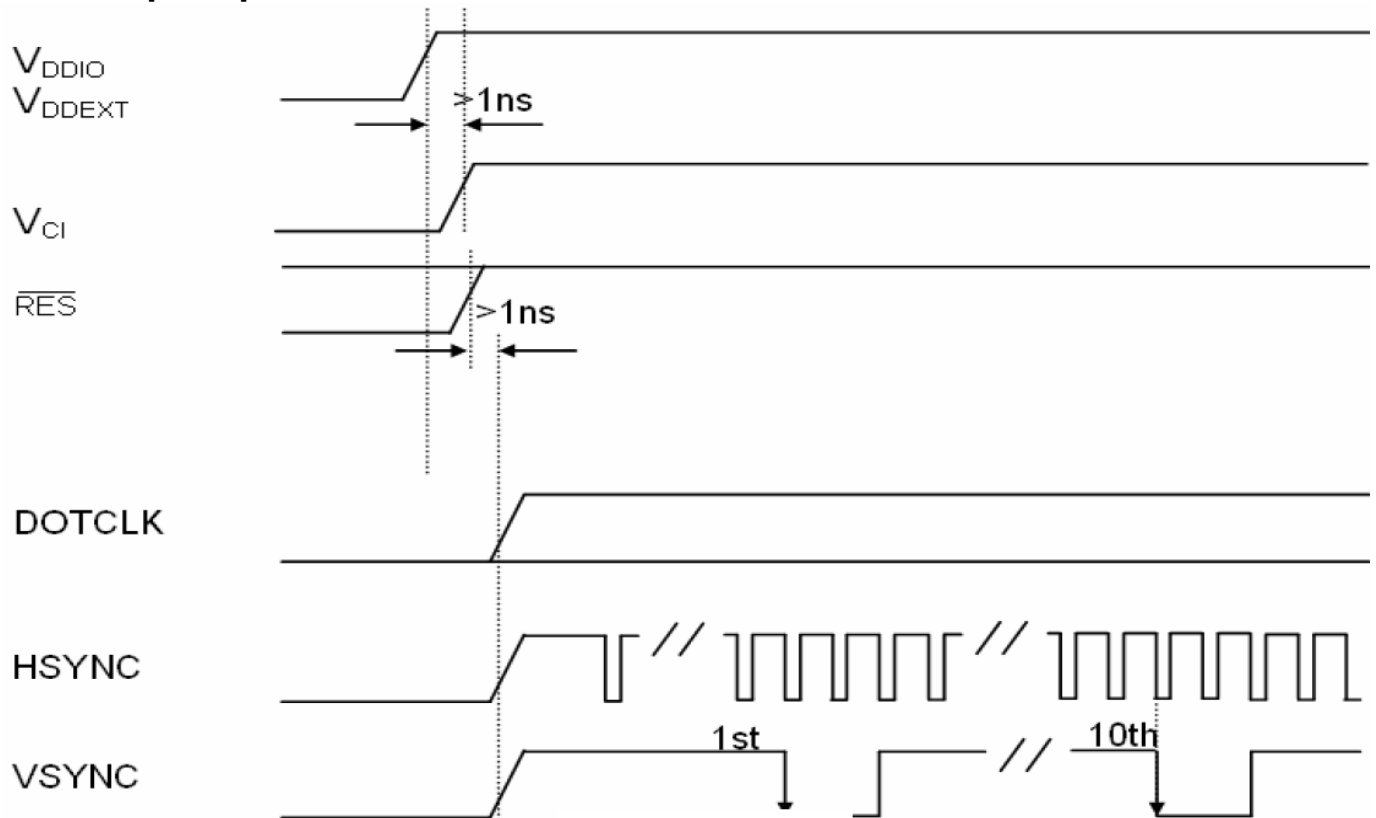 VDDIO
VDDEXT
>1ns
VCI
RES
>1ns
DOTCLK
HSYNC
1st
10th
VSYNC